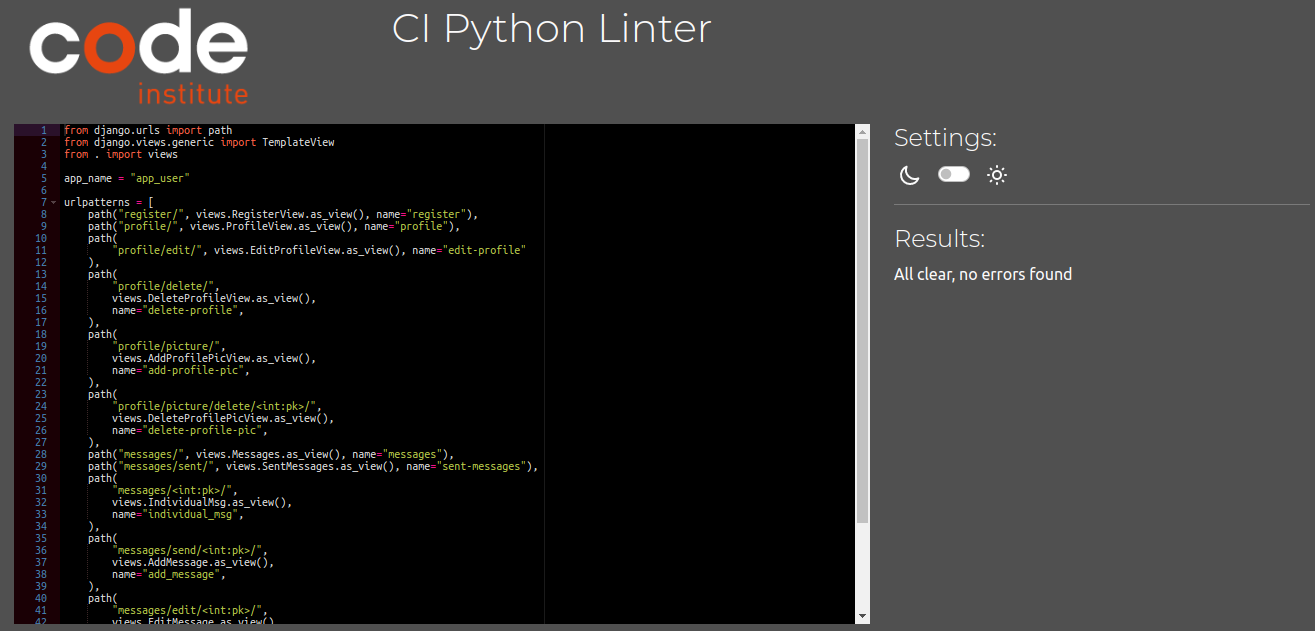 code
institute
CI Python Linter
1 from django.urls import path
2 from django.views.generic import TemplateView
3 from . import views
4
5 app_name = "app_user"
6
7 urlpatterns = [
8     path("register/", views.RegisterView.as_view(), name="register"),
9     path("profile/", views.ProfileView.as_view(), name="profile"),
10     path(
11         "profile/edit/", views.EditProfileView.as_view(), name="edit-profile"
12     ),
13     path(
14         "profile/delete/",
15         views.DeleteProfileView.as_view(),
16         name="delete-profile",
17     ),
18     path(
19         "profile/picture/",
20         views.AddProfilePicView.as_view(),
21         name="add-profile-pic",
22     ),
23     path(
24         "profile/picture/delete/<int:pk>/",
25         views.DeleteProfilePicView.as_view(),
26         name="delete-profile-pic",
27     ),
28     path("messages/", views.Messages.as_view(), name="messages"),
29     path("messages/sent/", views.SentMessages.as_view(), name="sent-messages"),
30     path(
31         "messages/<int:pk>/",
32         views.IndividualMsg.as_view(),
33         name="individual_msg",
34     ),
35     path(
36         "messages/send/<int:pk>/",
37         views.AddMessage.as_view(),
38         name="add_message",
39     ),
40     path(
41         "messages/edit/<int:pk>/",
42         views.EditMessage.as_view()
Settings:
Results:
All clear, no errors found